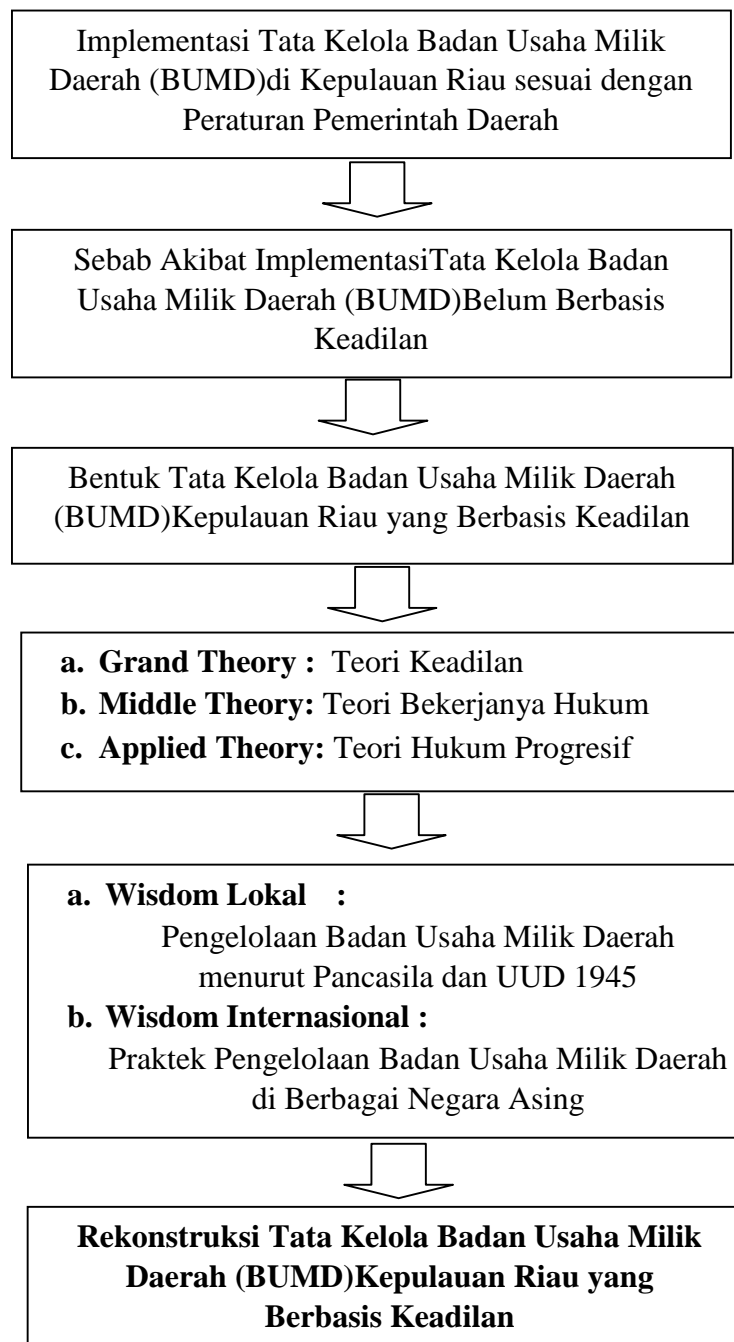 Implementasi Tata Kelola Badan Usaha Milik
Daerah (BUMD)di Kepulauan Riau sesuai dengan
Peraturan Pemerintah Daerah
Sebab Akibat ImplementasiTata Kelola Badan
Usaha Milik Daerah (BUMD)Belum Berbasis
Keadilan
Bentuk Tata Kelola Badan Usaha Milik Daerah
(BUMD)Kepulauan Riau yang Berbasis Keadilan
a. Grand Theory : Teori Keadilan
b. Middle Theory: Teori Bekerjanya Hukum
c. Applied Theory: Teori Hukum Progresif
a. Wisdom Lokal :
Pengelolaan Badan Usaha Milik Daerah
menurut Pancasila dan UUD 1945
b. Wisdom Internasional :
Praktek Pengelolaan Badan Usaha Milik Daerah
di Berbagai Negara Asing
Rekonstruksi Tata Kelola Badan Usaha Milik
Daerah (BUMD)Kepulauan Riau yang
Berbasis Keadilan